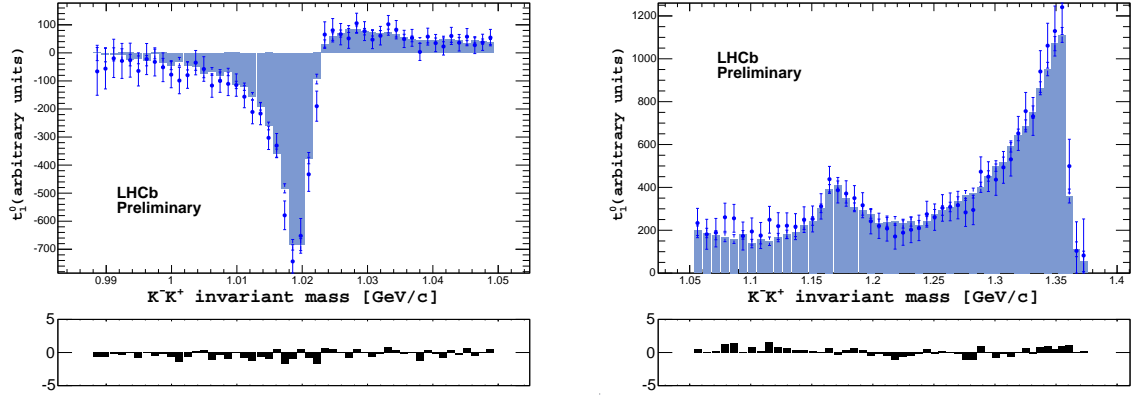 100
0
-100
-200
-300
-400
-500
-600
-700
t₁⁰(arbitrary units)
LHCb
Preliminary
0.99 1 1.01 1.02 1.03 1.04 1.05
K⁻K⁺ invariant mass [GeV/c]
5
0
-5
1200
1000
800
600
400
200
0
t₁⁰(arbitrary units)
LHCb
Preliminary
1.05 1.1 1.15 1.2 1.25 1.3 1.35 1.4
K⁻K⁺ invariant mass [GeV/c]
5
0
-5